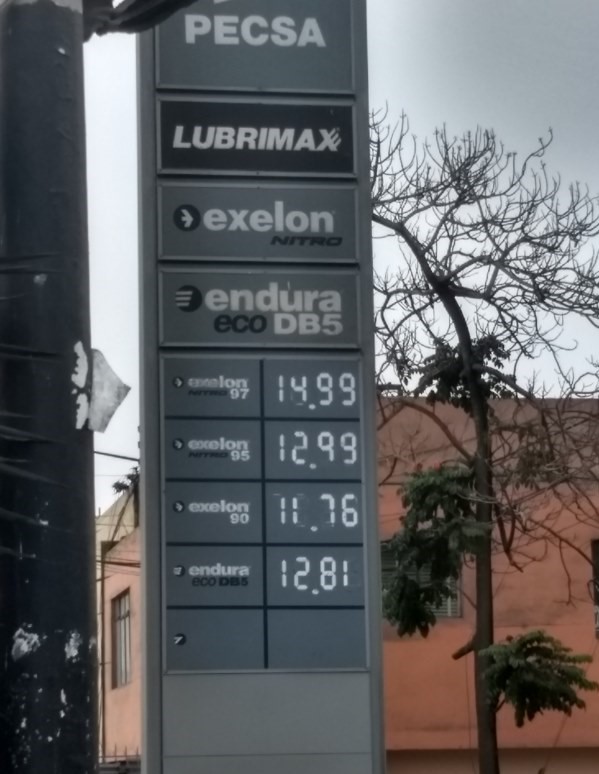 PECSA
LUBRIMAX
exelon
NITRO
endura
eco DB5
exelon
NITRO 97
14.99
exelon
NITRO 95
12.99
exelon
90
11.76
endura
eco DB5
12.81